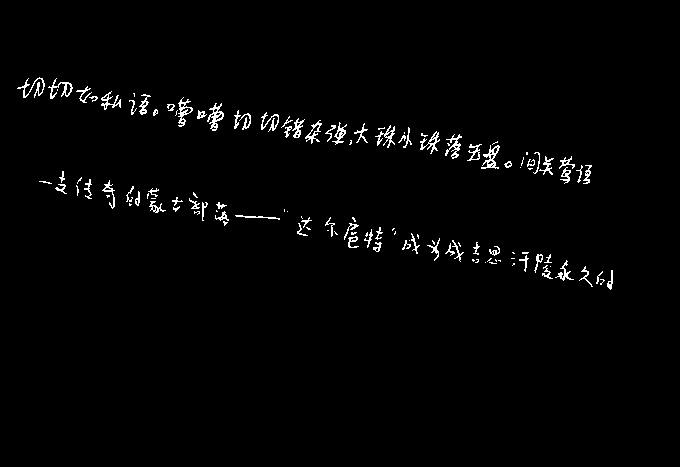 切切如私语。嘈嘈切切错杂弹,大珠小珠落玉盘。间关莺语
一支传奇的蒙古部落——“达尔扈特”成为成吉思汗陵永久的